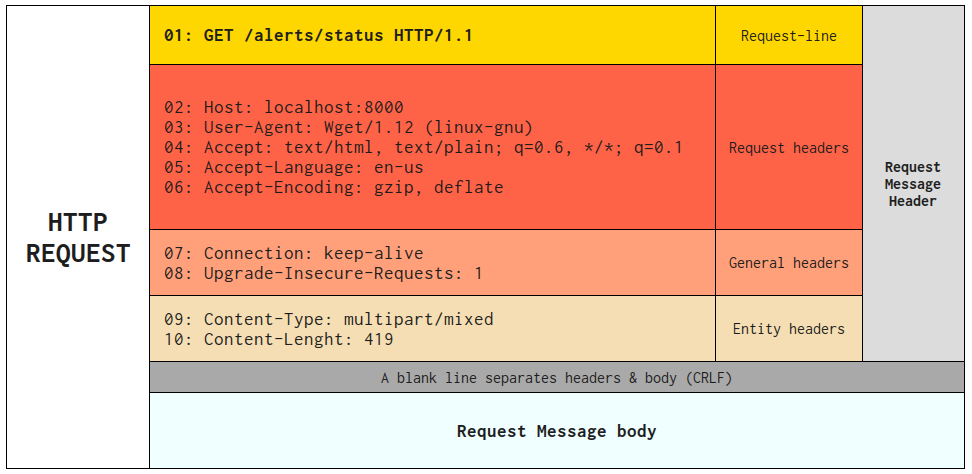 HTTP
REQUEST
01: GET /alerts/status HTTP/1.1
Request-line
02: Host: localhost:8000
03: User-Agent: Wget/1.12 (linux-gnu)
04: Accept: text/html, text/plain; q=0.6, */*; q=0.1
05: Accept-Language: en-us
06: Accept-Encoding: gzip, deflate
Request headers
07: Connection: keep-alive
08: Upgrade-Insecure-Requests: 1
General headers
09: Content-Type: multipart/mixed
10: Content-Lenght: 419
Entity headers
Request
Message
Header
A blank line separates headers & body (CRLF)
Request Message body